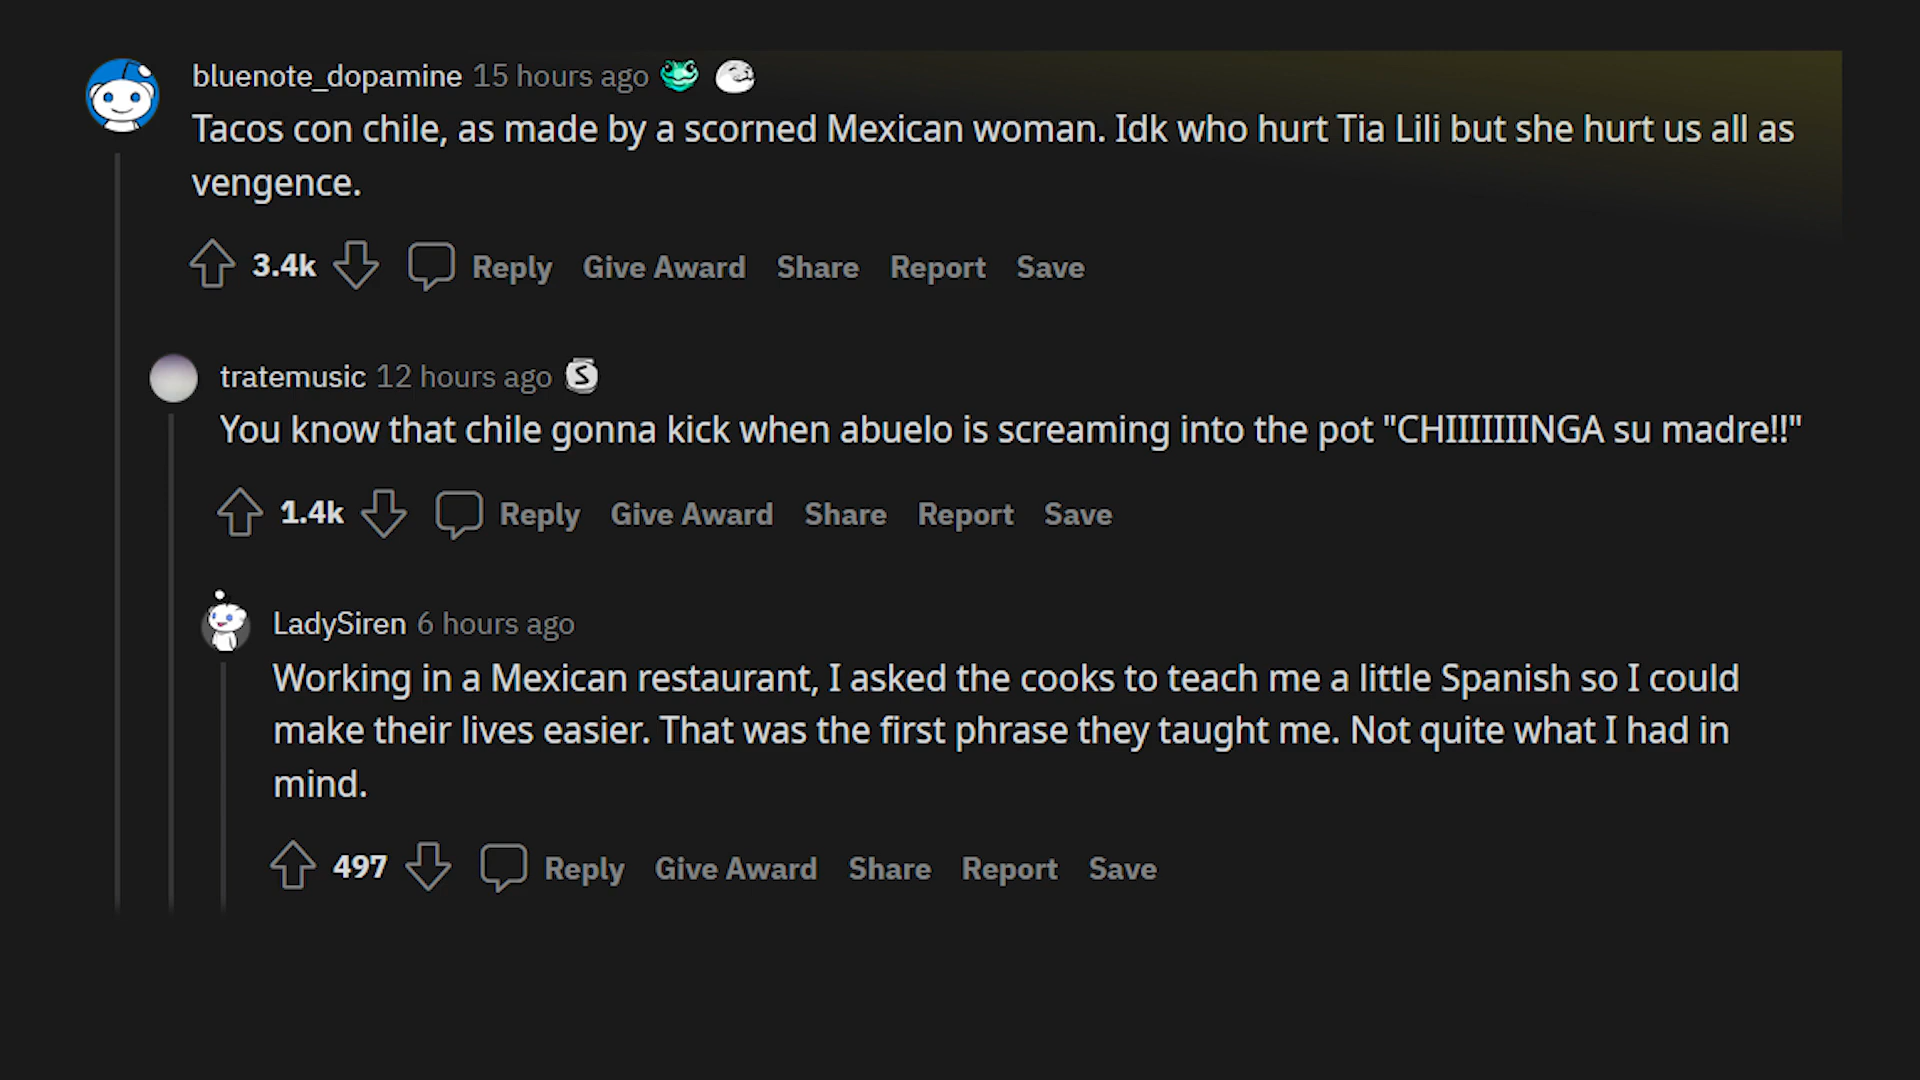 bluenote_dopamine 15 hours ago
Tacos con chile, as made by a scorned Mexican woman. Idk who hurt Tia Lili but she hurt us all as
vengence.
3.4k Reply Give Award Share Report Save
tratemusic 12 hours ago S
You know that chile gonna kick when abuelo is screaming into the pot "CHIIIIIIINGA su madre!!"
1.4k Reply Give Award Share Report Save
LadySiren 6 hours ago
Working in a Mexican restaurant, I asked the cooks to teach me a little Spanish so I could
make their lives easier. That was the first phrase they taught me. Not quite what I had in
mind.
497 Reply Give Award Share Report Save